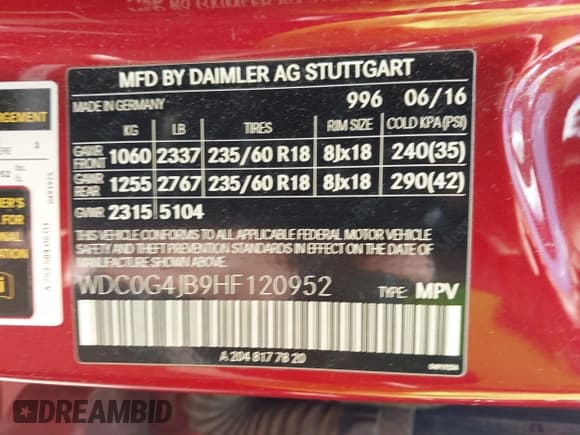 MFD BY DAIMLER AG STUTTGART
MADE IN GERMANY 996 06/16
KG LB TIRES RIM SIZE COLD KPA(PSI)
GAWR FRONT 1060 2337 235/60 R18 8Jx18 240(35)
GAWR REAR 1255 2767 235/60 R18 8Jx18 290(42)
GVWR 2315 5104
THIS VEHICLE CONFORMS TO ALL APPLICABLE FEDERAL MOTOR VEHICLE
SAFETY AND THEFT PREVENTION STANDARDS IN EFFECT ON THE DATE OF
MANUFACTURE SHOWN ABOVE.
WDC0G4JB9HF120952 TYPE: MPV
A 204 817 78 20
DREAMBID